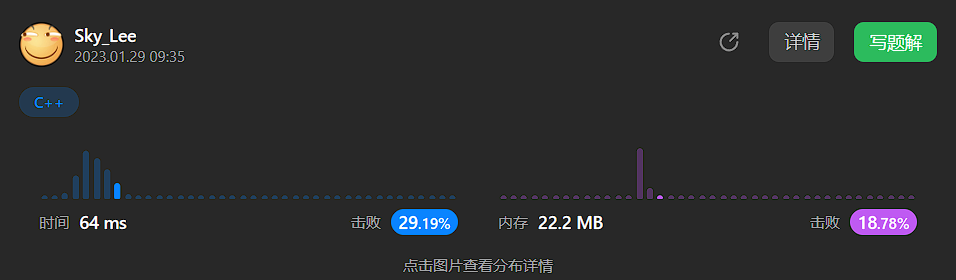 Sky_Lee
2023.01.29 09:35
详情
写题解
C++
时间 64 ms 击败 29.19%
内存 22.2 MB 击败 18.78%
点击图片查看分布详情